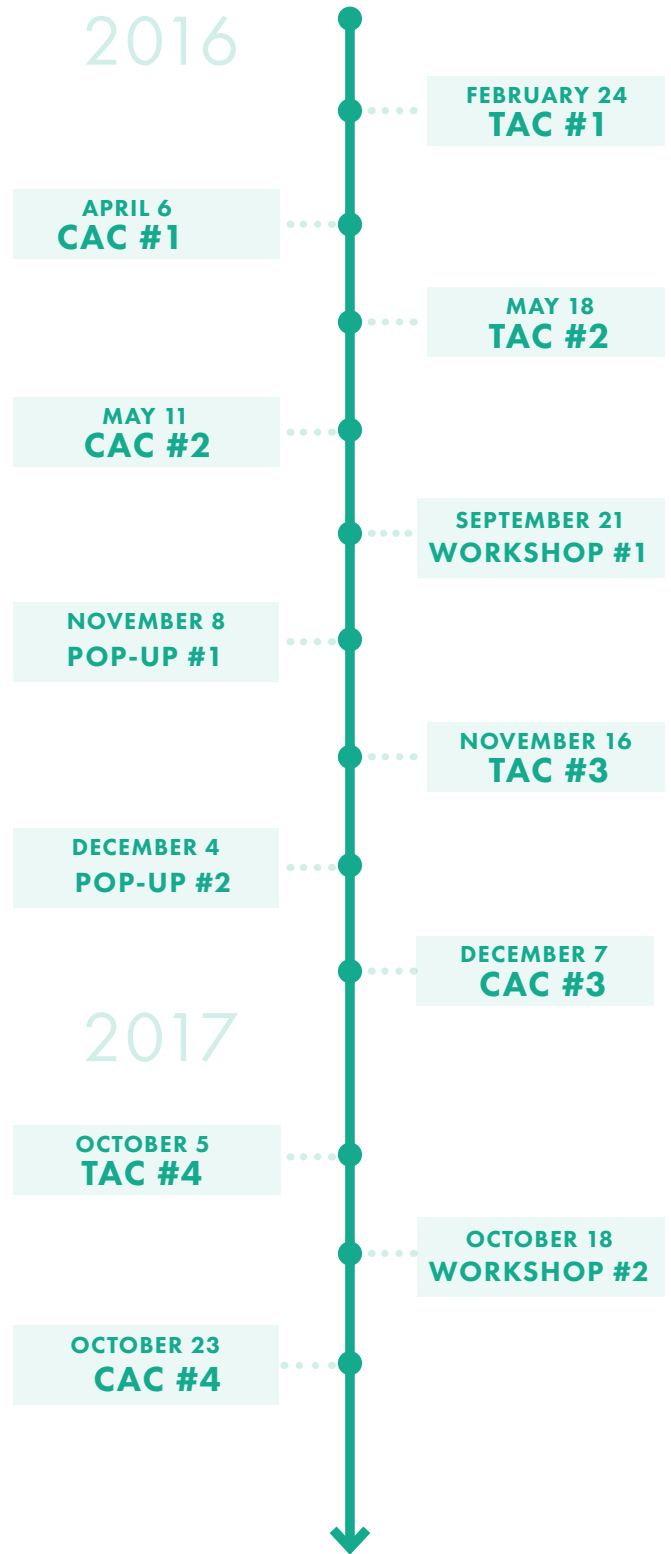 2016
FEBRUARY 24
TAC #1
APRIL 6
CAC #1
MAY 18
TAC #2
MAY 11
CAC #2
SEPTEMBER 21
WORKSHOP #1
NOVEMBER 8
POP-UP #1
NOVEMBER 16
TAC #3
DECEMBER 4
POP-UP #2
DECEMBER 7
CAC #3
2017
OCTOBER 5
TAC #4
OCTOBER 18
WORKSHOP #2
OCTOBER 23
CAC #4